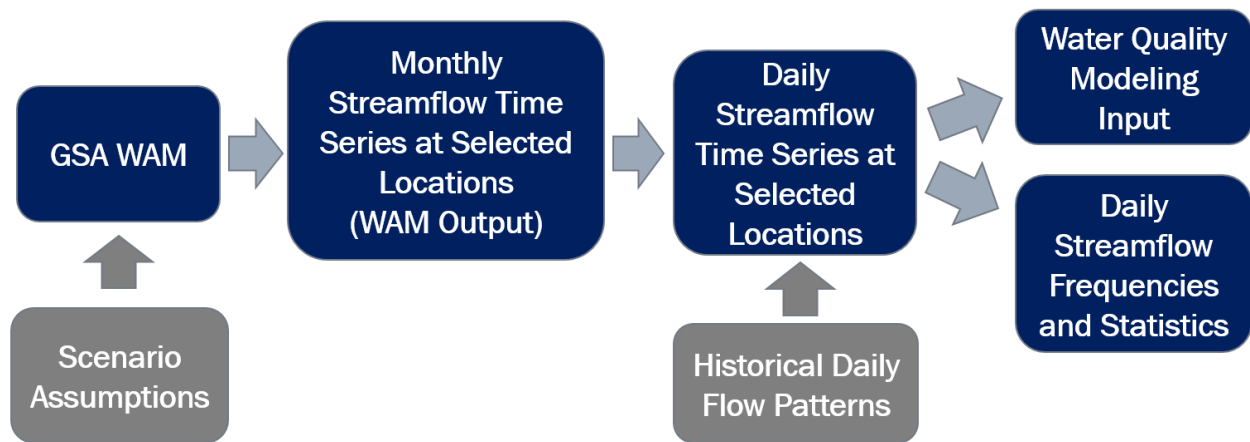 GSA WAM
Scenario
Assumptions
Monthly
Streamflow Time
Series at Selected
Locations
(WAM Output)
Daily
Streamflow
Time Series at
Selected
Locations
Historical Daily
Flow Patterns
Water Quality
Modeling
Input
Daily
Streamflow
Frequencies
and Statistics